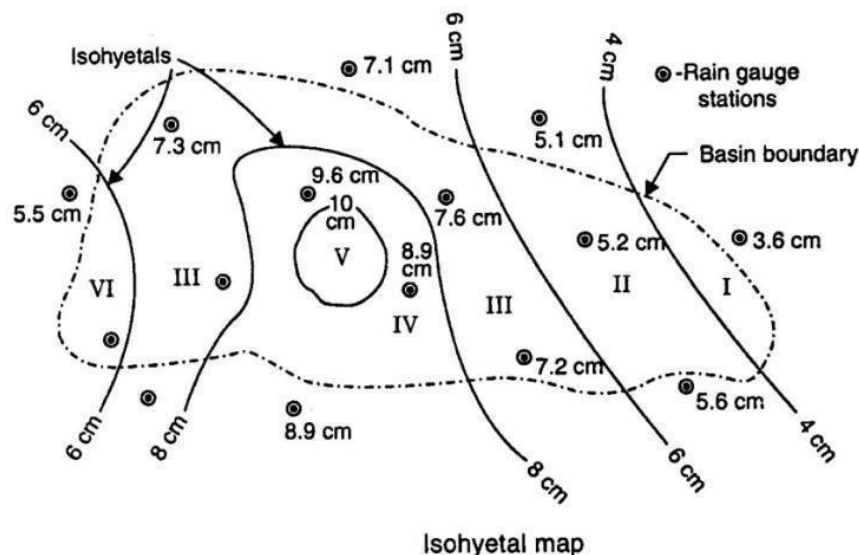 Isohyetals
6 cm
7.1 cm
6 cm
4 cm
-Rain gauge
stations
7.3 cm
5.1 cm
Basin boundary
5.5 cm
9.6 cm
10
cm
7.6 cm
5.2 cm
3.6 cm
8.9
cm
V
VI
III
II
I
III
IV
7.2 cm
5.6 cm
6 cm
8 cm
8.9 cm
8 cm
6 cm
4 cm
Isohyetal map